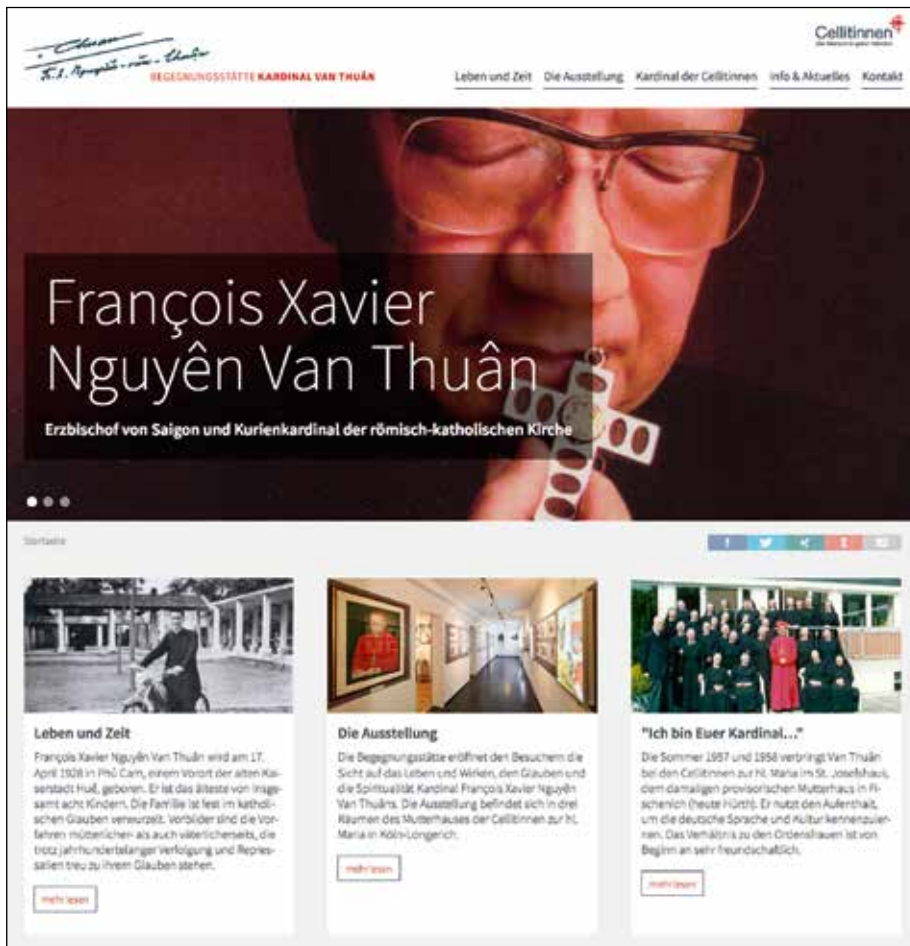 Cellitinnen
BEGEGNUNGSSTÄTTE KARDINAL VAN THUÂN
Leben und Zeit Die Ausstellung Kardinal der Cellitinnen Info & Aktuelles Kontakt
François Xavier
Nguyên Van Thuân
Erzbischof von Saigon und Kurienkardinal der römisch-katholischen Kirche
Startseite
Leben und Zeit
François Xavier Nguyên Van Thuân wird am 17.
April 1928 in Phû Cam, einem Vorort der alten Kai-
serstadt Huê, geboren. Er ist das älteste von insge-
samt acht Kindern. Die Familie ist fest im katholi-
schen Glauben verwurzelt. Vorbilder sind die Vor-
fahren mütterlicher- als auch väterlicherseits, die
trotz jahrhundertelanger Verfolgung und Repres-
salien treu zu ihrem Glauben stehen.
mehr lesen
Die Ausstellung
Die Begegnungsstätte eröffnet den Besuchern die
Sicht auf das Leben und Wirken, den Glauben und
die Spiritualität Kardinal François Xavier Nguyên
Van Thuâns. Die Ausstellung befindet sich in drei
Räumen des Mutterhauses der Cellitinnen zur hl.
Maria in Köln-Longerich.
mehr lesen
"Ich bin Euer Kardinal..."
Die Sommer 1957 und 1958 verbringt Van Thuân
bei den Cellitinnen zur hl. Maria im St. Josefshaus,
dem damaligen provisorischen Mutterhaus in Fi-
schenich (heute Hürth). Er nutzt den Aufenthalt,
um die deutsche Sprache und Kultur kennenzuler-
nen. Das Verhältnis zu den Ordensfrauen ist von
Beginn an sehr freundschaftlich.
mehr lesen